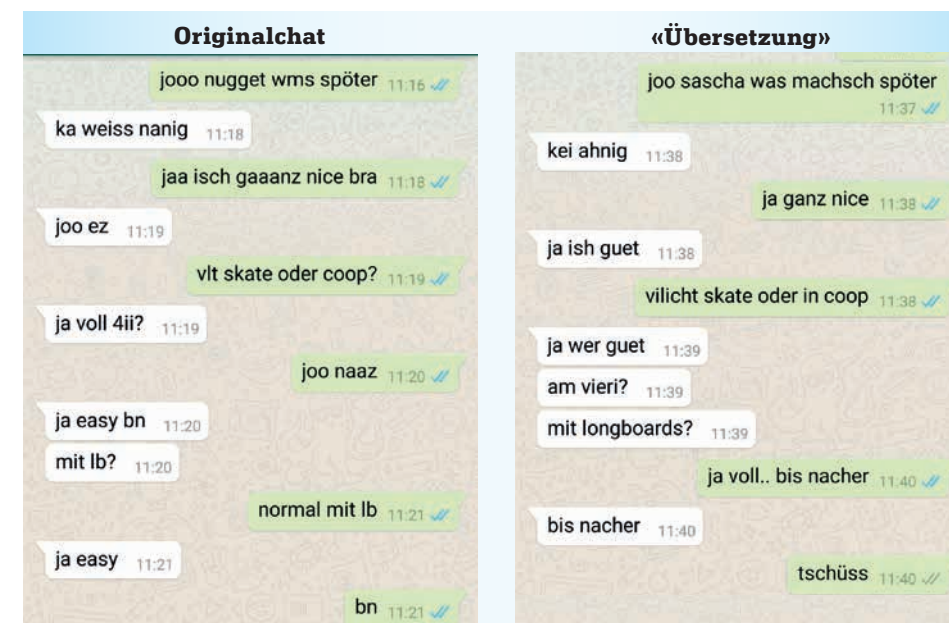 Originalchat
jooo nugget wms spöter 11:16
ka weiss nanig 11:18
jaa isch gaaanz nice bra 11:18
joo ez 11:19
vlt skate oder coop? 11:19
ja voll 4ii? 11:19
joo naaz 11:20
ja easy bn 11:20
mit lb? 11:20
normal mit lb 11:21
ja easy 11:21
bn 11:21
«Übersetzung»
joo sascha was machsch spöter
11:37
kei ahnig 11:38
ja ganz nice 11:38
ja ish guet 11:38
vilicht skate oder in coop 11:38
ja wer guet 11:39
am vieri? 11:39
mit longboards? 11:39
ja voll.. bis nacher 11:40
bis nacher 11:40
tschüss 11:40